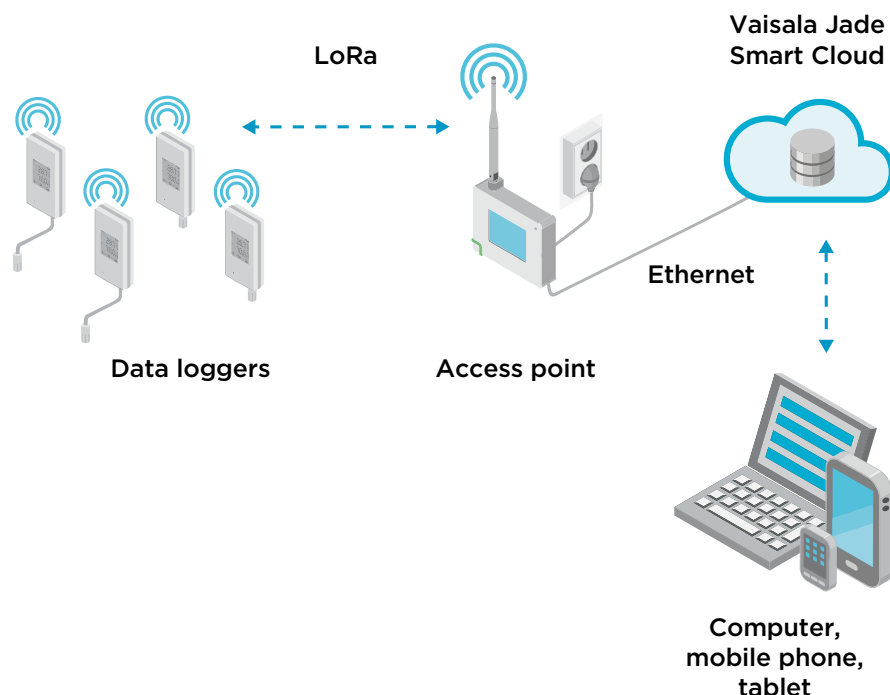 Vaisala Jade
Smart Cloud
LoRa
Ethernet
Data loggers
Access point
Computer,
mobile phone,
tablet